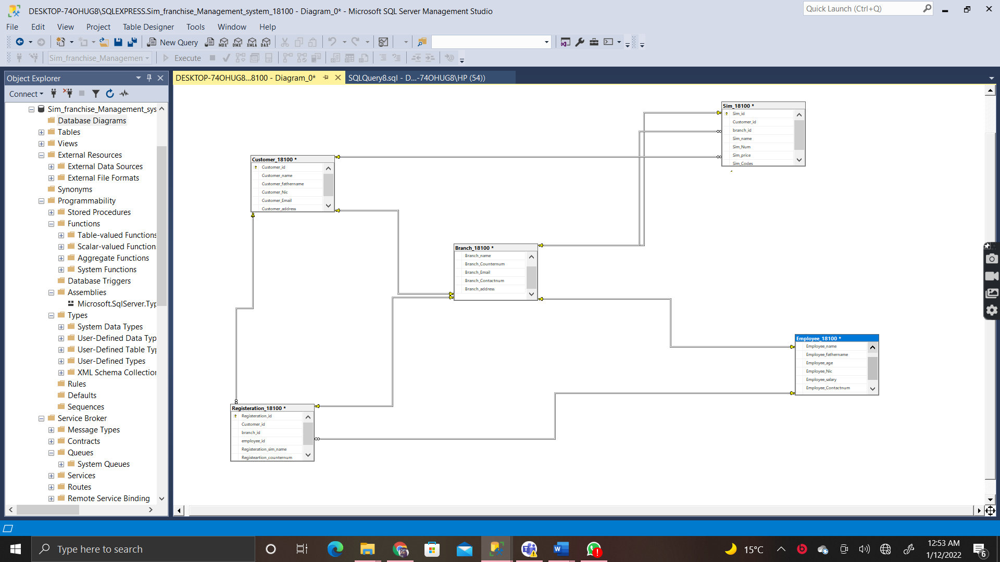 DESKTOP-74OHUG8\SQLEXPRESS.Sim_franchise_Management_system_18100 - Diagram_0* - Microsoft SQL Server Management Studio
Quick Launch (Ctrl+Q)
File Edit View Project Table Designer Tools Window Help
New Query MDX DMX XMLA DAX
Sim_franchise_Managemen Execute
Object Explorer
Connect
Sim_franchise_Management_sys
Database Diagrams
Tables
Views
External Resources
External Data Sources
External File Formats
Synonyms
Programmability
Stored Procedures
Functions
Table-valued Functions
Scalar-valued Function
Aggregate Functions
System Functions
Database Triggers
Assemblies
Microsoft.SqlServer.Typ
Types
System Data Types
User-Defined Data Typ
User-Defined Table Typ
User-Defined Types
XML Schema Collection
Rules
Defaults
Sequences
Service Broker
Message Types
Contracts
Queues
System Queues
Services
Routes
Remote Service Binding
DESKTOP-74OHUG8...8100 - Diagram_0*
SQLQuery8.sql - D...-74OHUG8\HP (54))
Sim_18100 *
Sim_id
Customer_id
branch_id
Sim_name
Sim_Num
Sim_price
Sim_Codes
Customer_18100 *
Customer_id
Customer_name
Customer_fathername
Customer_Nic
Customer_Email
Customer_address
Branch_18100 *
Branch_name
Branch_Counternum
Branch_Email
Branch_Contactnum
Branch_address
Employee_18100 *
Employee_name
Employee_fathername
Employee_age
Employee_Nic
Employee_salary
Employee_Contactnum
Registeration_18100 *
Registeration_id
Customer_id
branch_id
employee_id
Registeration_sim_name
Registeartion_counternum
Type here to search
15°C
12:53 AM
1/12/2022
6